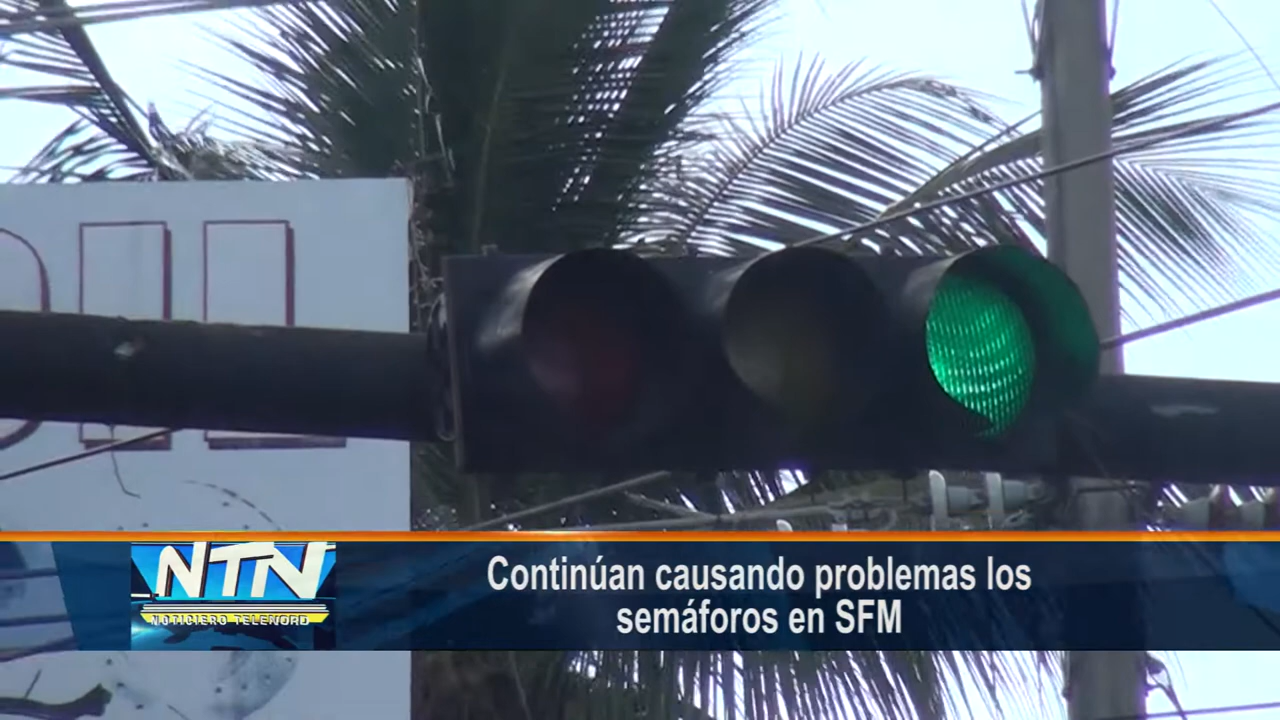 NTN
NOTICIERO TELENORD
Continúan causando problemas los
semáforos en SFM